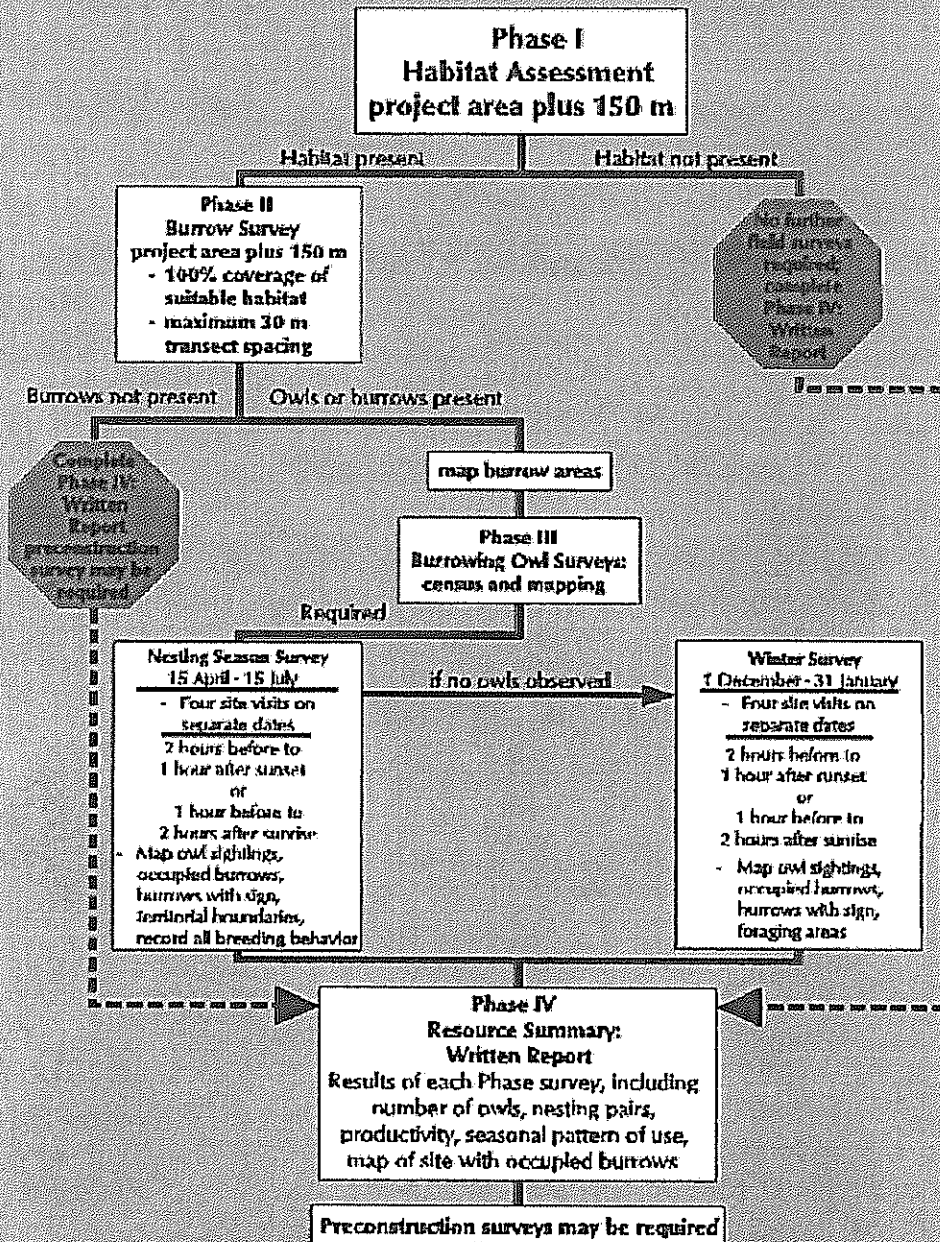 Phase I
Habitat Assessment
project area plus 150 m
Habitat present
Habitat not present
Phase II
Burrow Survey
project area plus 150 m
- 100% coverage of
suitable habitat
- maximum 30 m
transect spacing
No further
field surveys
required;
complete
Phase IV:
Written
Report
Burrows not present
Owls or burrows present
Complete
Phase IV:
Written
Report
preconstruction
survey may be
required
map burrow areas
Phase III
Burrowing Owl Surveys:
census and mapping
Required
Nesting Season Survey
15 April - 15 July
- Four site visits on
separate dates
2 hours before to
1 hour after sunset
or
1 hour before to
2 hours after sunrise
- Map owl sightings,
occupied burrows,
burrows with sign,
territorial boundaries,
record all breeding behavior
if no owls observed
Winter Survey
1 December - 31 January
- Four site visits on
separate dates
2 hours before to
1 hour after sunset
or
1 hour before to
2 hours after sunrise
- Map owl sightings,
occupied burrows,
burrows with sign,
foraging areas
Phase IV
Resource Summary:
Written Report
Results of each Phase survey, including
number of owls, nesting pairs,
productivity, seasonal pattern of use,
map of site with occupied burrows
Preconstruction surveys may be required